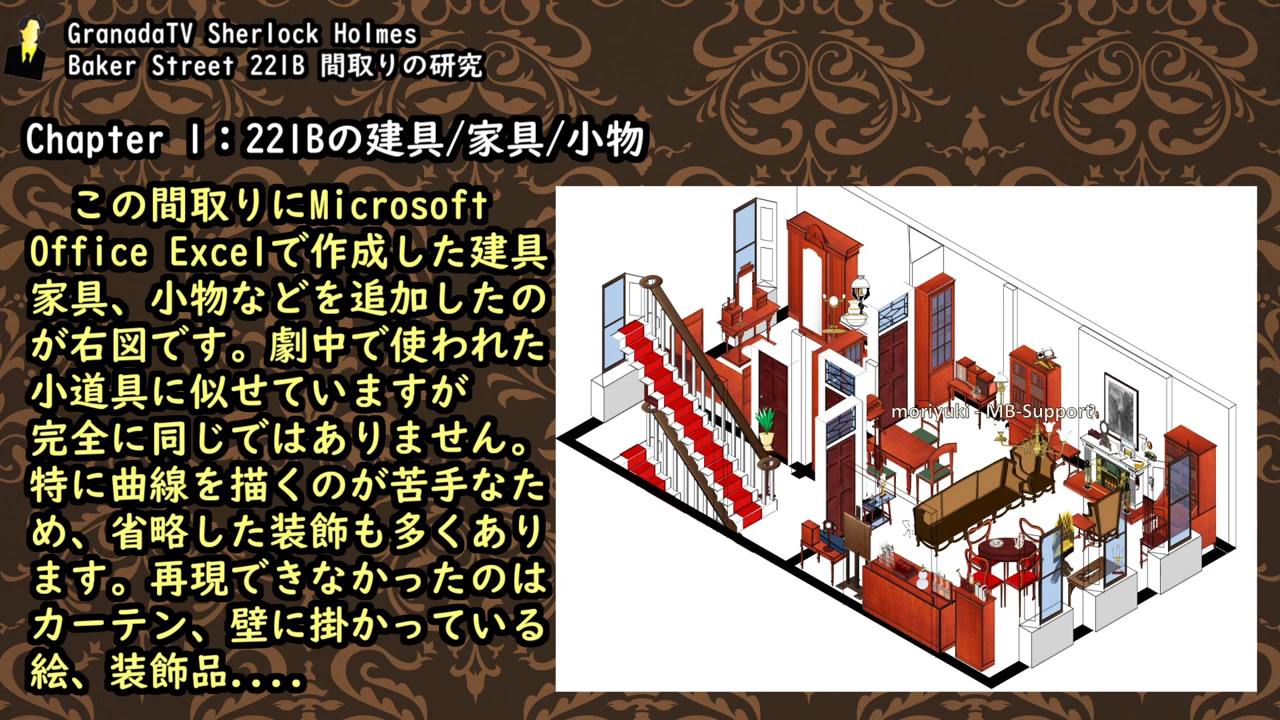 GranadaTV Sherlock Holmes
Baker Street 221B 間取りの研究
Chapter 1：221Bの建具/家具/小物
この間取りにMicrosoft
Office Excelで作成した建具
家具、小物などを追加したの
が右図です。劇中で使われた
小道具に似せていますが
完全に同じではありません。
特に曲線を描くのが苦手なた
め、省略した装飾も多くあり
ます。再現できなかったのは
カーテン、壁に掛かっている
絵、装飾品....
moriyuki - MB-Support